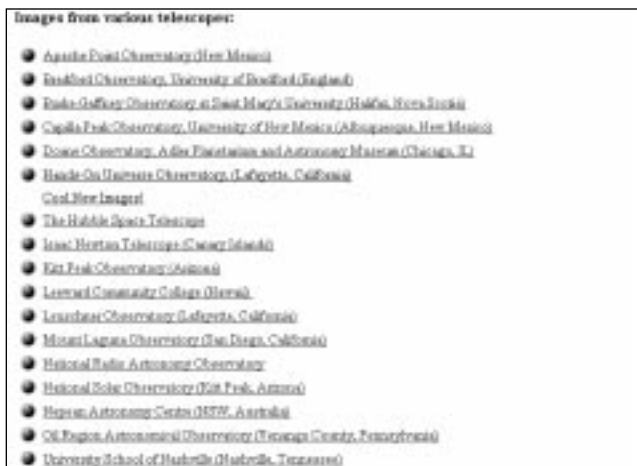 Images from various telescopes:
Apache Point Observatory (New Mexico)
Bradford Observatory, University of Bradford (England)
Burke-Gaffney Observatory at Saint Mary's University (Halifax, Nova Scotia)
Capilla Peak Observatory, University of New Mexico (Albuquerque, New Mexico)
Doane Observatory, Adler Planetarium and Astronomy Museum (Chicago, IL)
Hands-On Universe Observatory, (Lafayette, California)
Cool New Images!
The Hubble Space Telescope
Isaac Newton Telescope (Canary Islands)
Kitt Peak Observatory (Arizona)
Leeward Community College (Hawaii)
Leuschner Observatory (Lafayette, California)
Mount Laguna Observatory (San Diego, California)
National Radio Astronomy Observatory
National Solar Observatory (Kitt Peak, Arizona)
Nepean Astronomy Centre (NSW, Australia)
Oil Region Astronomical Observatory (Venango County, Pennsylvania)
University School of Nashville (Nashville, Tennessee)